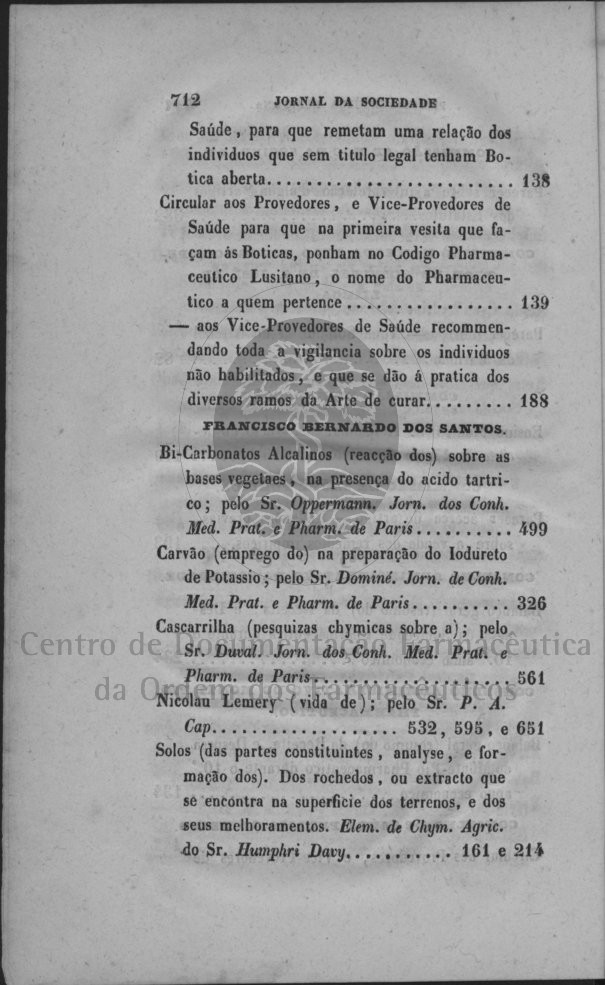 712 JORNAL DA SOCIEDADE
Saúde, para que remetam uma relação dos
individuos que sem titulo legal tenham Bo-
tica aberta......................... 138
Circular aos Provedores, e Vice-Provedores de
Saúde para que na primeira vesita que fa-
çam ás Boticas, ponham no Codigo Pharma-
ceutico Lusitano, o nome do Pharmaceu-
tico a quem pertence................. 139
— aos Vice-Provedores de Saúde recommen-
dando toda a vigilancia sobre os individuos
não habilitados, e que se dão á pratica dos
diversos ramos da Arte de curar......... 188
FRANCISCO BERNARDO DOS SANTOS.
Bi-Carbonatos Alcalinos (reacção dos) sobre as
bases vegetaes, na presença do acido tartri-
co; pelo Sr. Oppermann. Jorn. dos Conh.
Med. Prat. e Pharm. de Paris.......... 499
Carvão (emprego do) na preparação do Iodureto
de Potassio; pelo Sr. Dominé. Jorn. de Conh.
Med. Prat. e Pharm. de Paris.......... 326
Cascarrilha (pesquizas chymicas sobre a); pelo
Sr. Duval. Jorn. dos Conh. Med. Prat. e
Pharm. de Paris.................... 561
Nicoláu Lemery (vida de); pelo Sr. P. A.
Cap................... 532, 595, e 651
Solos (das partes constituintes, analyse, e for-
mação dos). Dos rochedos, ou extracto que
se encontra na superficie dos terrenos, e dos
seus melhoramentos. Elem. de Chym. Agric.
do Sr. Humphri Davy........... 161 e 214
Centro de Documentação Farmacêutica
da Ordem dos Farmacêuticos